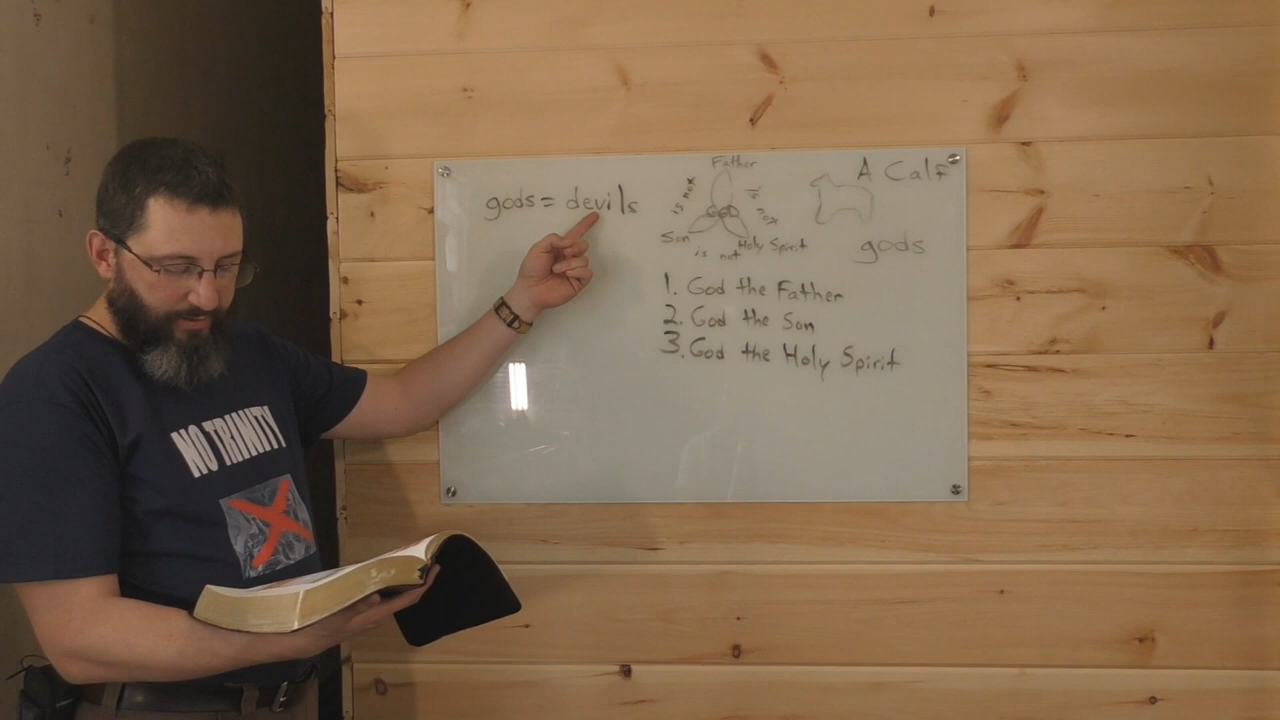 gods = devils
Father
is not
is not
God
Son
is not
Holy Spirit
A Calf
gods
1. God the Father
2. God the Son
3. God the Holy Spirit
NO TRINITY